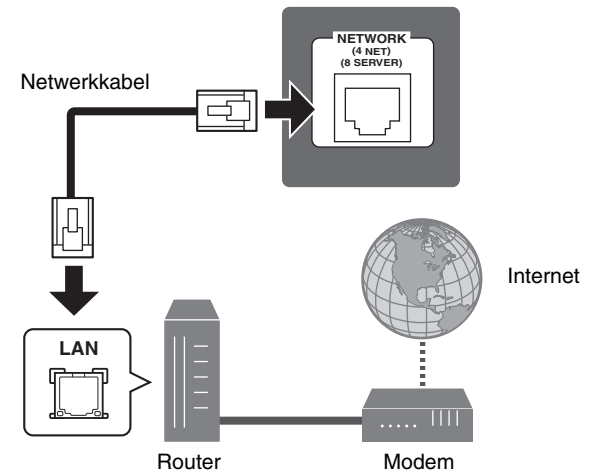 NETWORK
(4 NET)
(8 SERVER)
Netwerkkabel
Internet
LAN
Router
Modem